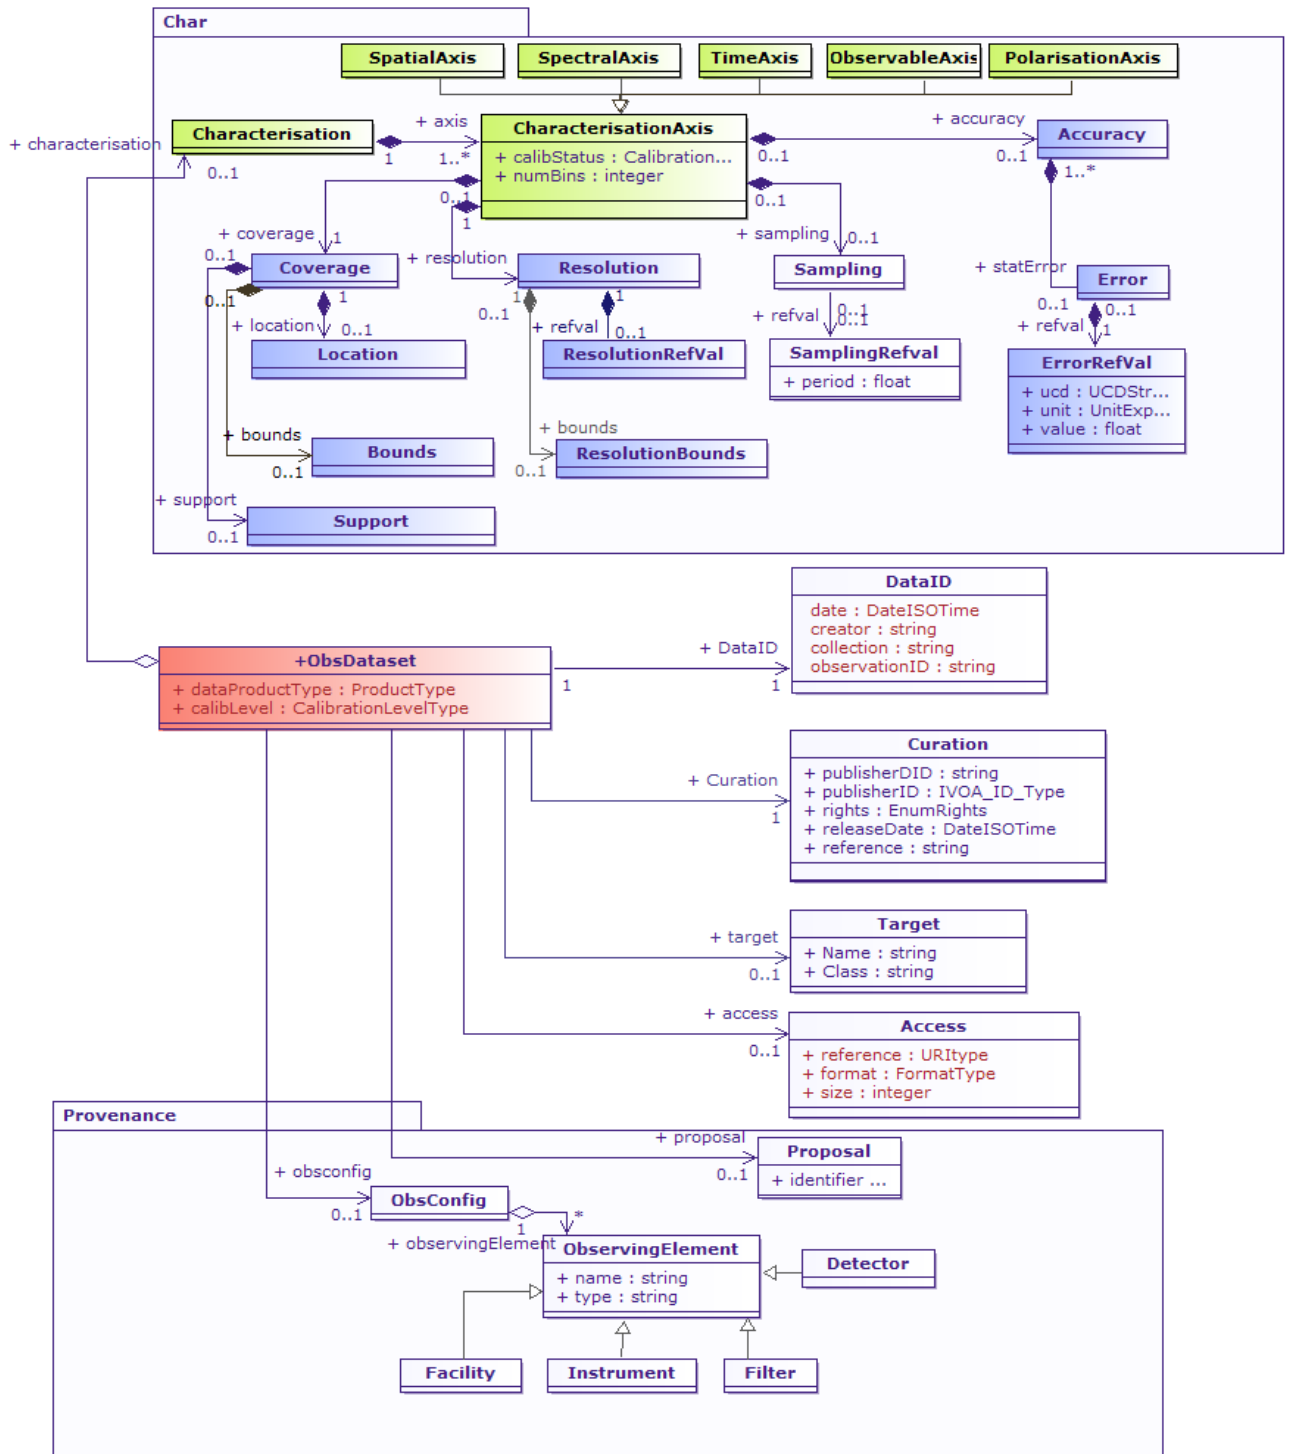 Char
SpatialAxis
SpectralAxis
TimeAxis
ObservableAxis
PolarisationAxis
+ characterisation
0..1
Characterisation
1
+ axis
1..*
CharacterisationAxis
+ calibStatus : Calibration...
+ numBins : integer
0..1
+ accuracy
0..1
Accuracy
1..*
0..1
1
0..1
+ coverage
1
+ resolution
1
+ sampling
0..1
+ statError
0..1
0..1
Coverage
0..1
1
Resolution
0..1
1
Sampling
0..1
Error
0..1
+ location
0..1
+ refval
0..1
+ refval
0..1
+ refval
1
Location
ResolutionRefVal
SamplingRefval
+ period : float
ErrorRefVal
+ ucd : UCDStr...
+ unit : UnitExp...
+ value : float
+ bounds
0..1
Bounds
+ bounds
0..1
ResolutionBounds
+ support
0..1
Support
DataID
date : DateISOTime
creator : string
collection : string
observationID : string
+ObsDataset
+ dataProductType : ProductType
+ calibLevel : CalibrationLevelType
1
+ DataID
1
Curation
+ publisherDID : string
+ publisherID : IVOA_ID_Type
+ rights : EnumRights
+ releaseDate : DateISOTime
+ reference : string
+ Curation
1
Target
+ Name : string
+ Class : string
+ target
0..1
+ access
0..1
Access
+ reference : URItype
+ format : FormatType
+ size : integer
Provenance
+ proposal
0..1
Proposal
+ identifier ...
+ obsconfig
0..1
ObsConfig
1
*
+ observingElement
ObservingElement
+ name : string
+ type : string
Detector
Facility
Instrument
Filter